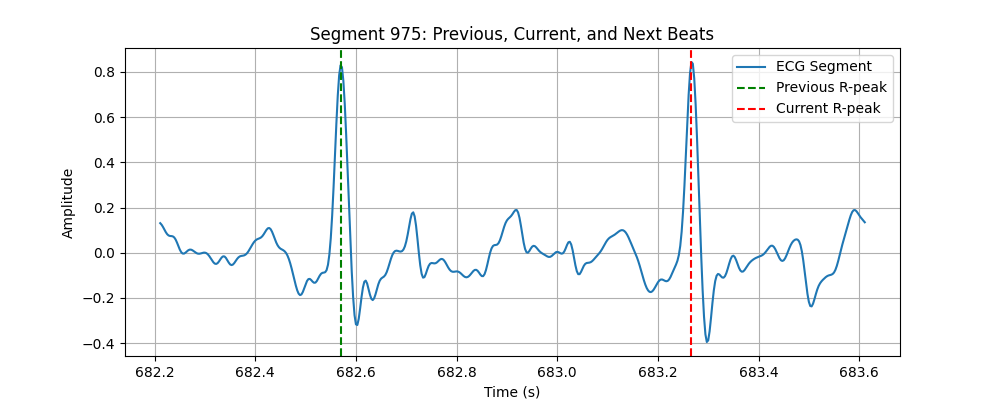 Segment 975: Previous, Current, and Next Beats
ECG Segment
Previous R-peak
Current R-peak
Amplitude
0.8
0.6
0.4
0.2
0.0
−0.2
−0.4
682.2 682.4 682.6 682.8 683.0 683.2 683.4 683.6
Time (s)